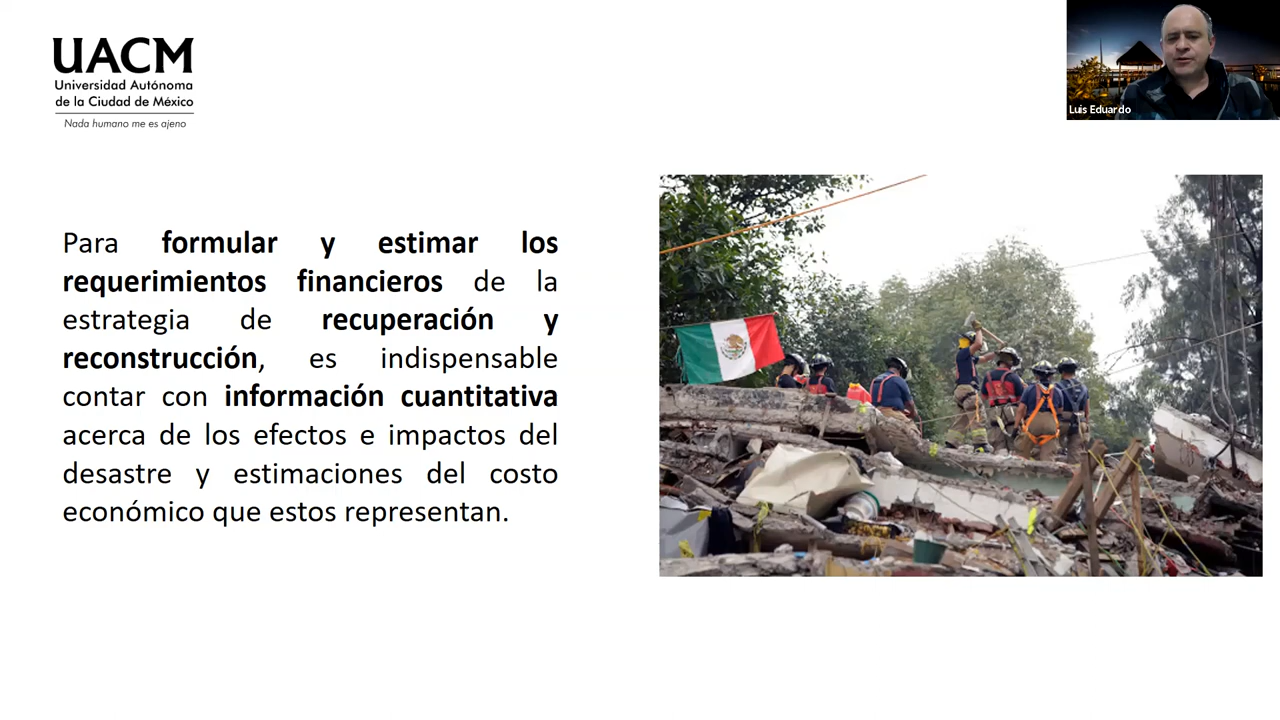 UACM
Universidad Autónoma
de la Ciudad de México
Nada humano me es ajeno
Luis Eduardo
Para formular y estimar los
requerimientos financieros de la
estrategia de recuperación y
reconstrucción, es indispensable
contar con información cuantitativa
acerca de los efectos e impactos del
desastre y estimaciones del costo
económico que estos representan.